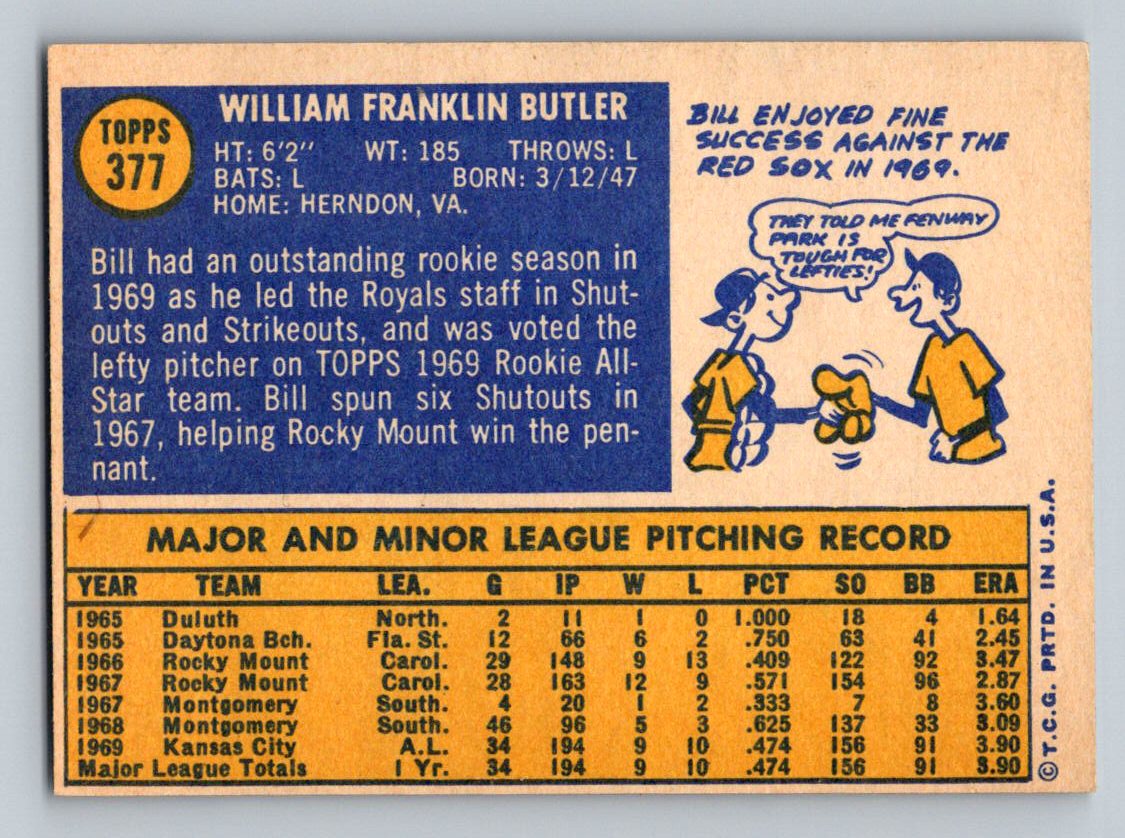 TOPPS
377
WILLIAM FRANKLIN BUTLER
HT: 6'2" WT: 185 THROWS: L
BATS: L BORN: 3/12/47
HOME: HERNDON, VA.
Bill had an outstanding rookie season in
1969 as he led the Royals staff in Shut-
outs and Strikeouts, and was voted the
lefty pitcher on TOPPS 1969 Rookie All-
Star team. Bill spun six Shutouts in
1967, helping Rocky Mount win the pen-
nant.
BILL ENJOYED FINE
SUCCESS AGAINST THE
RED SOX IN 1969.
THEY TOLD ME FENWAY
PARK IS
TOUGH FOR
LEFTIES!
MAJOR AND MINOR LEAGUE PITCHING RECORD
YEAR TEAM LEA. G IP W L PCT SO BB ERA
1965 Duluth North. 2 11 1 0 1.000 18 4 1.64
1965 Daytona Bch. Fla. St. 12 66 6 2 .750 63 41 2.45
1966 Rocky Mount Carol. 29 148 9 13 .409 122 92 3.47
1967 Rocky Mount Carol. 28 163 12 9 .571 154 96 2.87
1967 Montgomery South. 4 20 1 2 .333 7 8 3.60
1968 Montgomery South. 46 96 5 3 .625 137 33 3.09
1969 Kansas City A.L. 34 194 9 10 .474 156 91 3.90
Major League Totals 1 Yr. 34 194 9 10 .474 156 91 3.90
© T.C.G. PRTD. IN U.S.A.